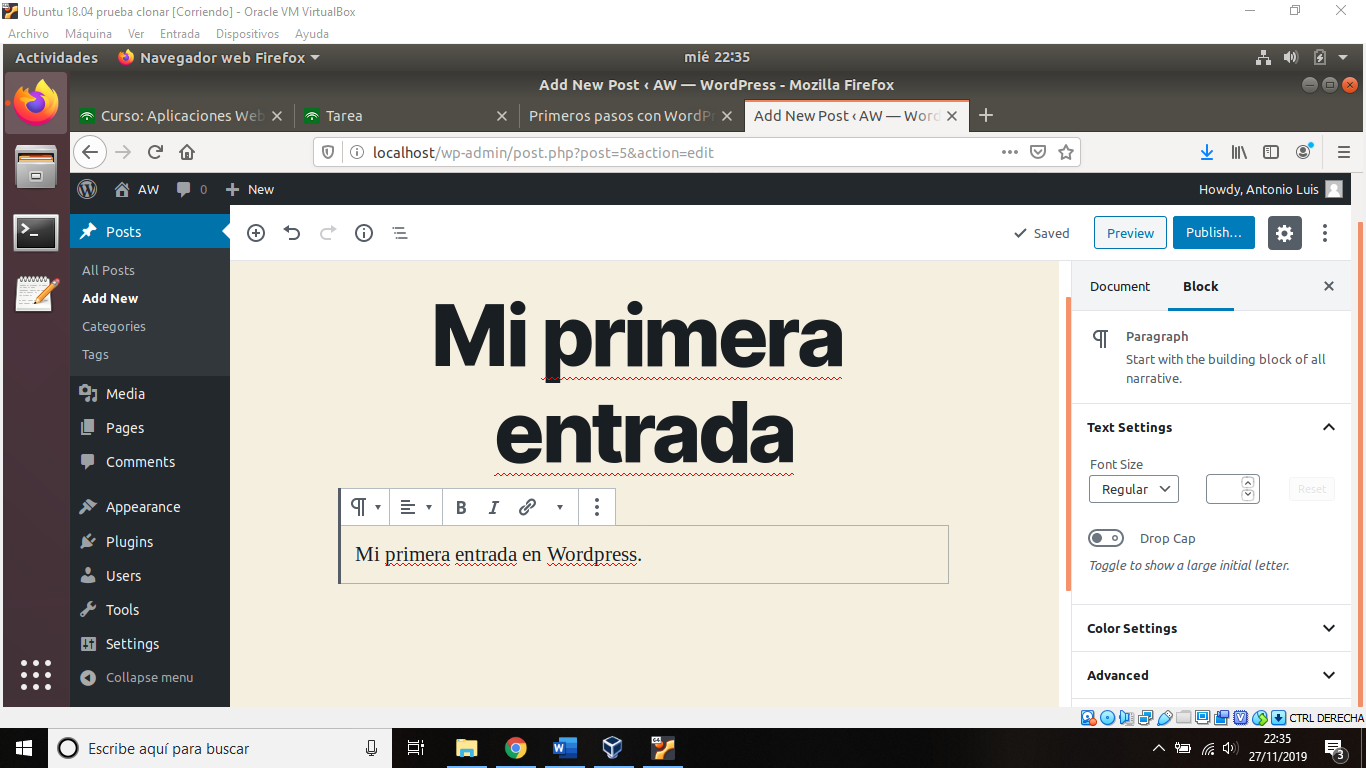 Ubuntu 18.04 prueba clonar [Corriendo] - Oracle VM VirtualBox
Archivo Máquina Ver Entrada Dispositivos Ayuda
Actividades Navegador web Firefox mié 22:35
Add New Post ‹ AW — WordPress - Mozilla Firefox
Curso: Aplicaciones Web Tarea Primeros pasos con WordPr Add New Post ‹ AW — Word
localhost/wp-admin/post.php?post=5&action=edit
AW 0 New Howdy, Antonio Luis
Posts
All Posts
Add New
Categories
Tags
Media
Pages
Comments
Appearance
Plugins
Users
Tools
Settings
Collapse menu
Saved Preview Publish…
Mi primera
entrada
B I
Mi primera entrada en Wordpress.
Document Block
Paragraph
Start with the building block of all
narrative.
Text Settings
Font Size
Regular Reset
Drop Cap
Toggle to show a large initial letter.
Color Settings
Advanced
CTRL DERECHA
Escribe aquí para buscar
22:35
27/11/2019
3